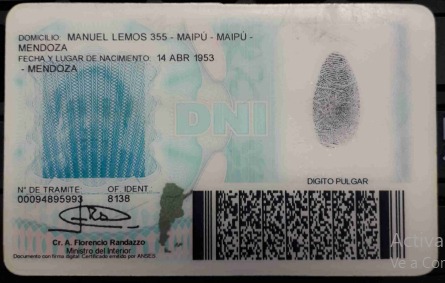 DOMICILIO: MANUEL LEMOS 355 - MAIPÚ - MAIPÚ -
MENDOZA
FECHA Y LUGAR DE NACIMIENTO: 14 ABR 1953
- MENDOZA
DNI
DIGITO PULGAR
N° DE TRAMITE OF. IDENT.
00094895993 8138
Cr. A. Florencio Randazzo
Ministro del Interior
Documento con firma digital. Certificado emitido por ANSES
Activa
Ve a Con